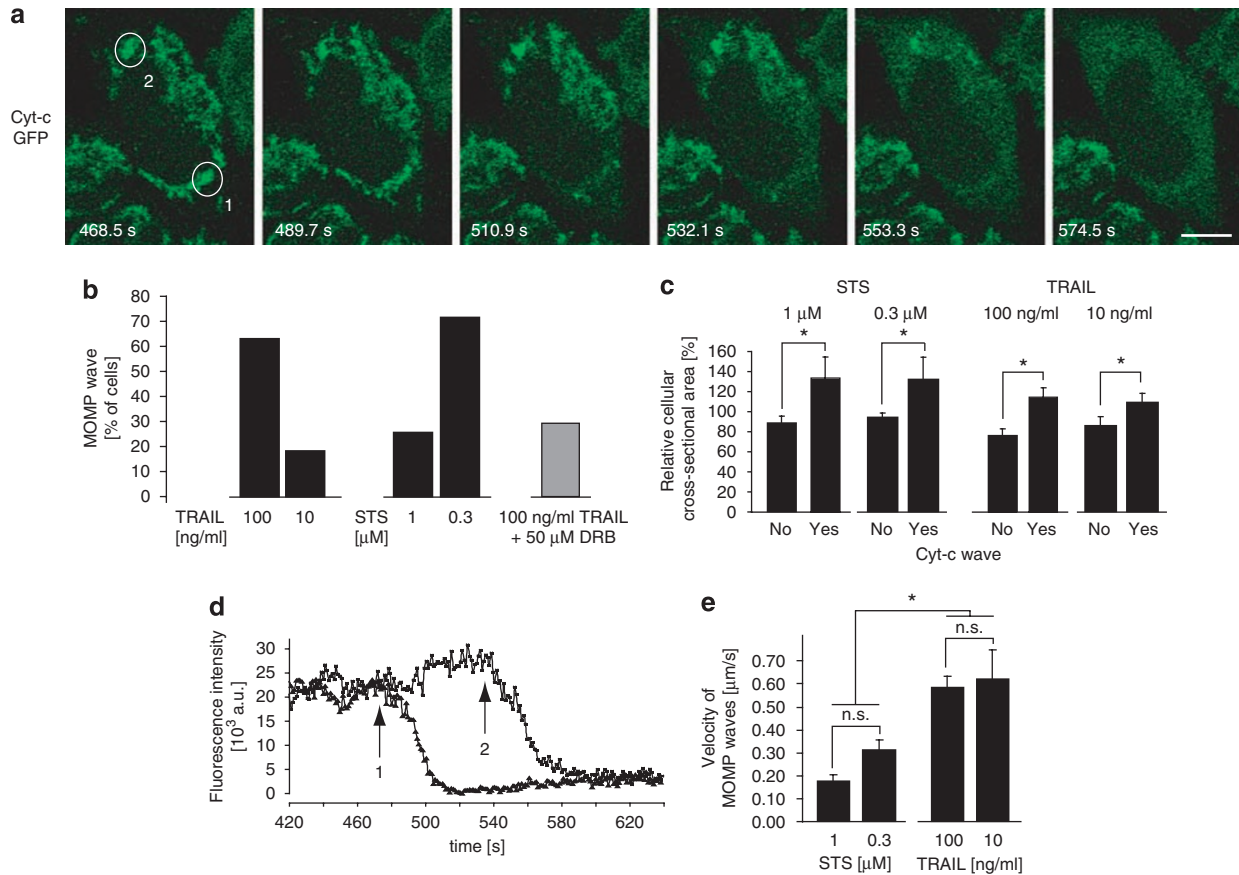 a
Cyt-c
GFP
2
1
468.5 s
489.7 s
510.9 s
532.1 s
553.3 s
574.5 s
b
MOMP wave
[% of cells]
80
70
60
50
40
30
20
10
0
TRAIL
[ng/ml]
100
10
STS
[μM]
1
0.3
100 ng/ml TRAIL
+ 50 μM DRB
c
STS
TRAIL
1 μM
0.3 μM
100 ng/ml
10 ng/ml
Relative cellular
cross-sectional area [%]
160
140
120
100
80
60
40
20
0
*
*
*
*
No Yes No Yes No Yes No Yes
Cyt-c wave
d
Fluorescence intensity
[10³ a.u.]
30
25
20
15
10
5
0
1
2
420 460 500 540 580 620
time [s]
e
Velocity of
MOMP waves [μm/s]
0.70
0.60
0.50
0.40
0.30
0.20
0.10
0.00
*
n.s.
n.s.
1 0.3 100 10
STS [μM] TRAIL [ng/ml]